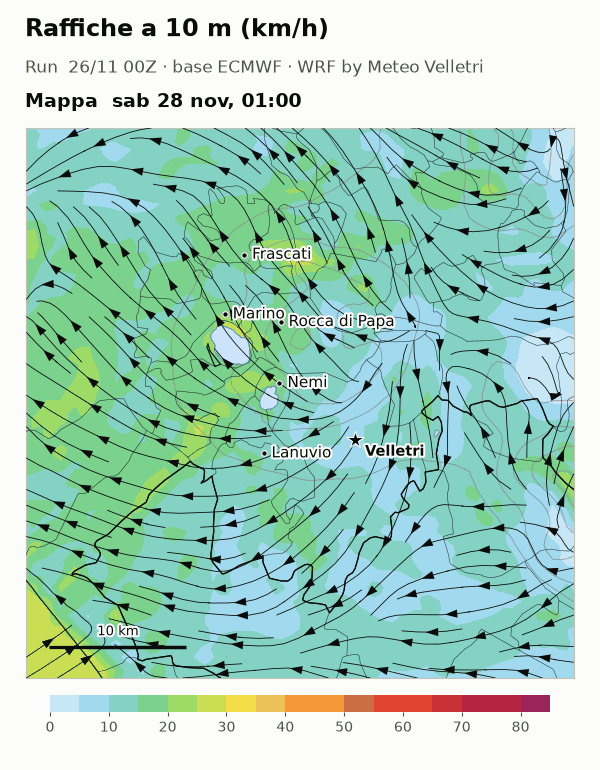 Raffiche a 10 m (km/h)
Run  26/11 00Z · base ECMWF · WRF by Meteo Velletri
Mappa  sab 28 nov, 01:00
Frascati
Marino
Rocca di Papa
Nemi
Velletri
Lanuvio
10 km
0 10 20 30 40 50 60 70 80